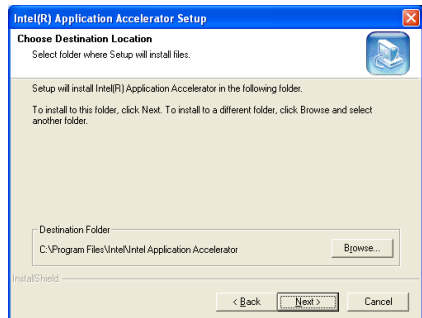 Intel(R) Application Accelerator Setup
Choose Destination Location
Select folder where Setup will install files.
Setup will install Intel(R) Application Accelerator in the following folder.
To install to this folder, click Next. To install to a different folder, click Browse and select
another folder.
Destination Folder
C:\Program Files\Intel\Intel Application Accelerator
Browse...
InstallShield
< Back
Next >
Cancel